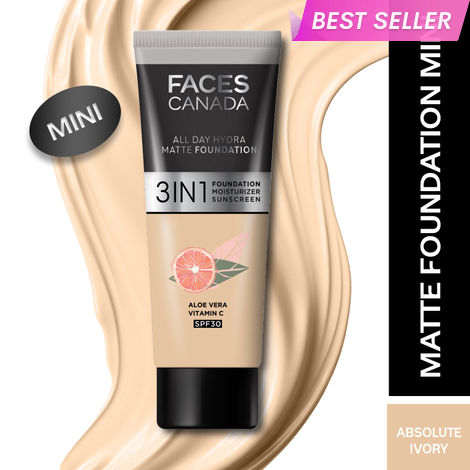 BEST SELLER
MINI
FACES
CANADA
ALL DAY HYDRA
MATTE FOUNDATION
3IN1
FOUNDATION
MOISTURIZER
SUNSCREEN
ALOE VERA
VITAMIN C
SPF30
MATTE FOUNDATION MIN
ABSOLUTE
IVORY